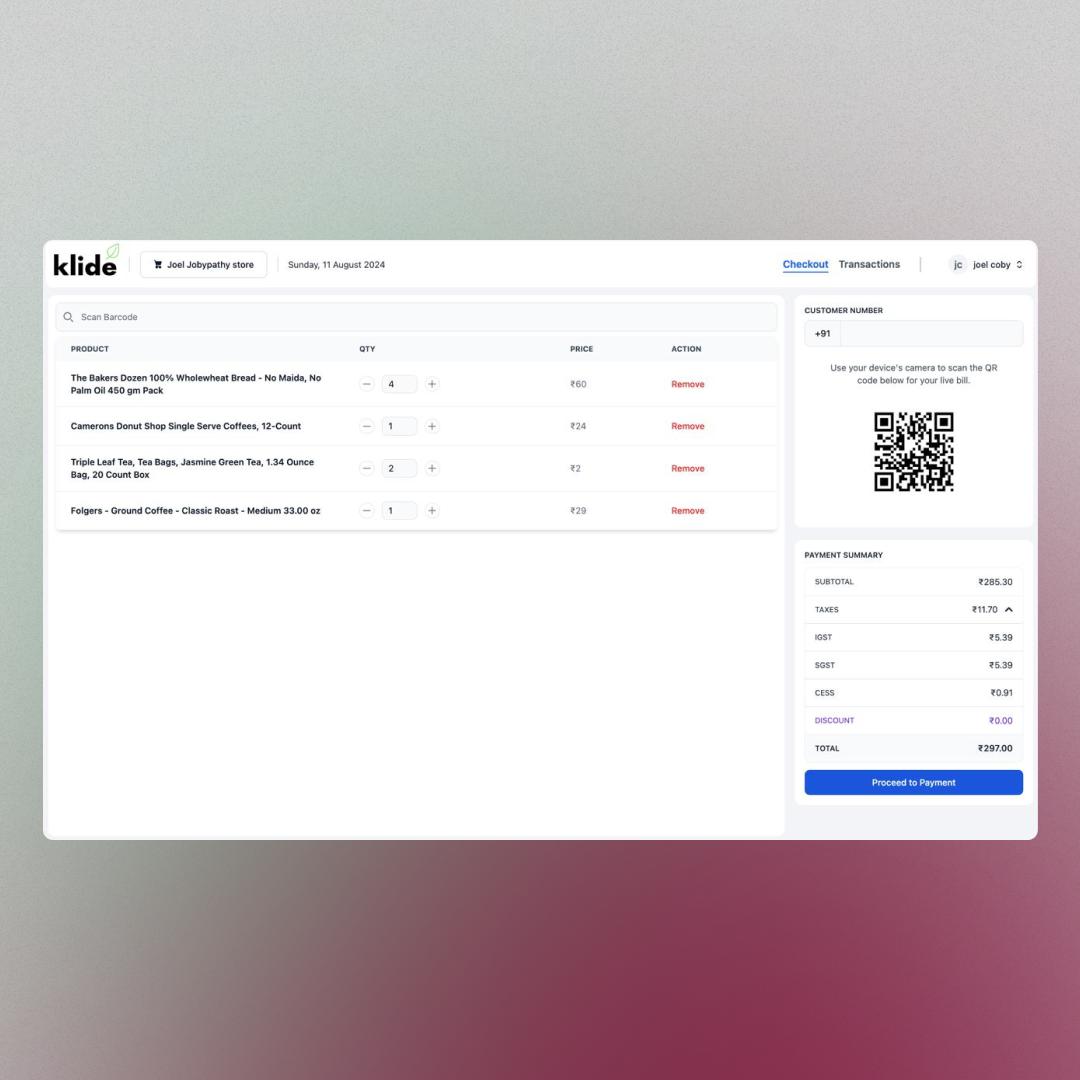 klide
Joel Jobypathy store
Sunday, 11 August 2024
Checkout
Transactions
jc
joel coby
Scan Barcode
PRODUCT QTY PRICE ACTION
The Bakers Dozen 100% Wholewheat Bread - No Maida, No
Palm Oil 450 gm Pack
4 ₹60 Remove
Camerons Donut Shop Single Serve Coffees, 12-Count 1 ₹24 Remove
Triple Leaf Tea, Tea Bags, Jasmine Green Tea, 1.34 Ounce
Bag, 20 Count Box
2 ₹2 Remove
Folgers - Ground Coffee - Classic Roast - Medium 33.00 oz 1 ₹29 Remove
CUSTOMER NUMBER
+91
Use your device's camera to scan the QR
code below for your live bill.
PAYMENT SUMMARY
SUBTOTAL ₹285.30
TAXES ₹11.70
IGST ₹5.39
SGST ₹5.39
CESS ₹0.91
DISCOUNT ₹0.00
TOTAL ₹297.00
Proceed to Payment